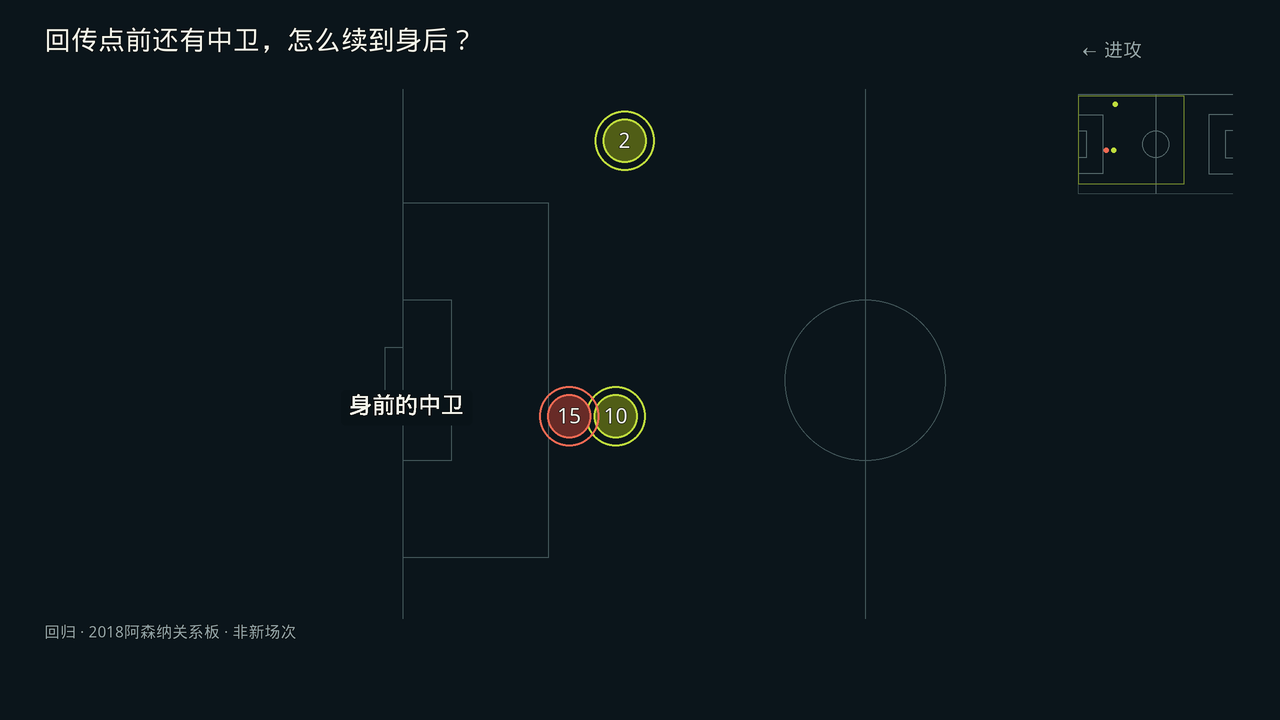 回传点前还有中卫，怎么续到身后？
← 进攻
2
身前的中卫
15
10
回归 · 2018阿森纳关系板 · 非新场次